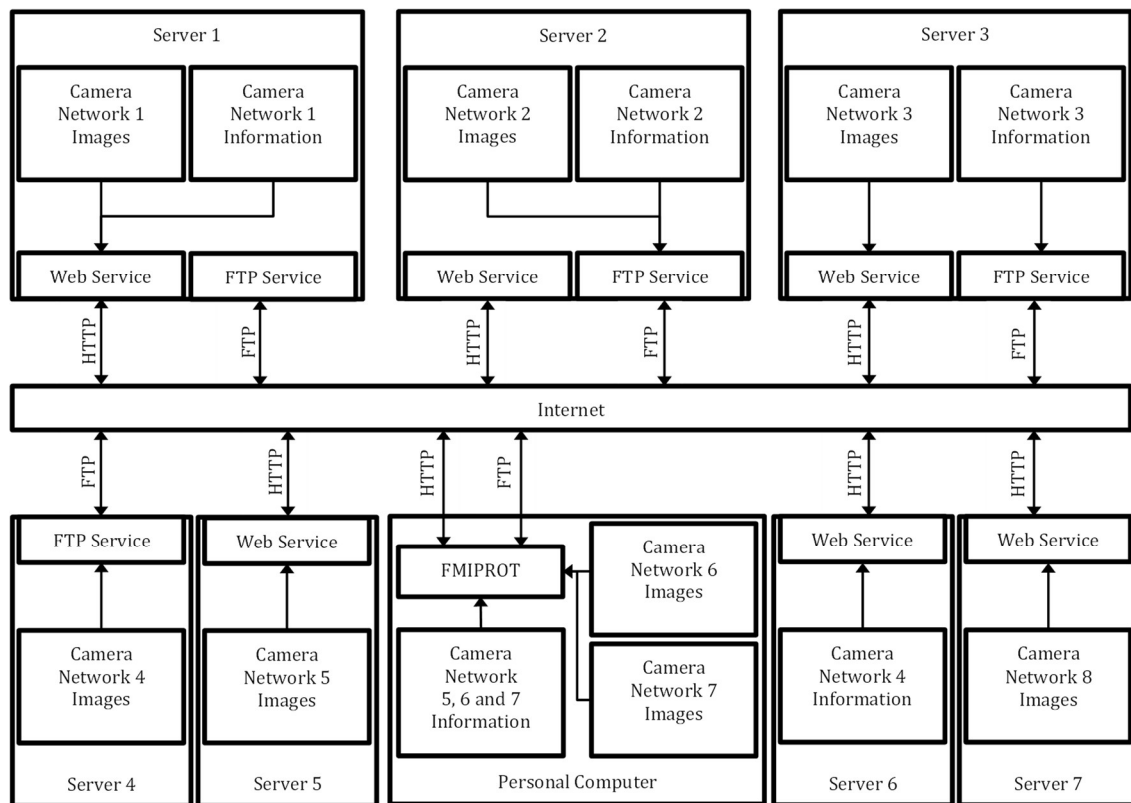 Server 1
Camera
Network 1
Images
Camera
Network 1
Information
Web Service
FTP Service
Server 2
Camera
Network 2
Images
Camera
Network 2
Information
Web Service
FTP Service
Server 3
Camera
Network 3
Images
Camera
Network 3
Information
Web Service
FTP Service
HTTP
FTP
HTTP
FTP
HTTP
FTP
Internet
FTP
HTTP
HTTP
FTP
HTTP
HTTP
FTP Service
Camera
Network 4
Images
Server 4
Web Service
Camera
Network 5
Images
Server 5
FMIPROT
Camera
Network 6
Images
Camera
Network
5, 6 and 7
Information
Camera
Network 7
Images
Personal Computer
Web Service
Camera
Network 4
Information
Server 6
Web Service
Camera
Network 8
Images
Server 7